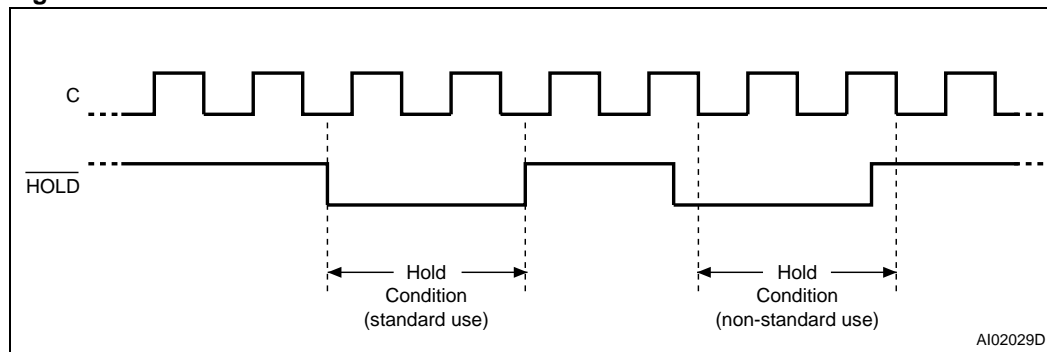 C
HOLD
Hold
Condition
(standard use)
Hold
Condition
(non-standard use)
AI02029D